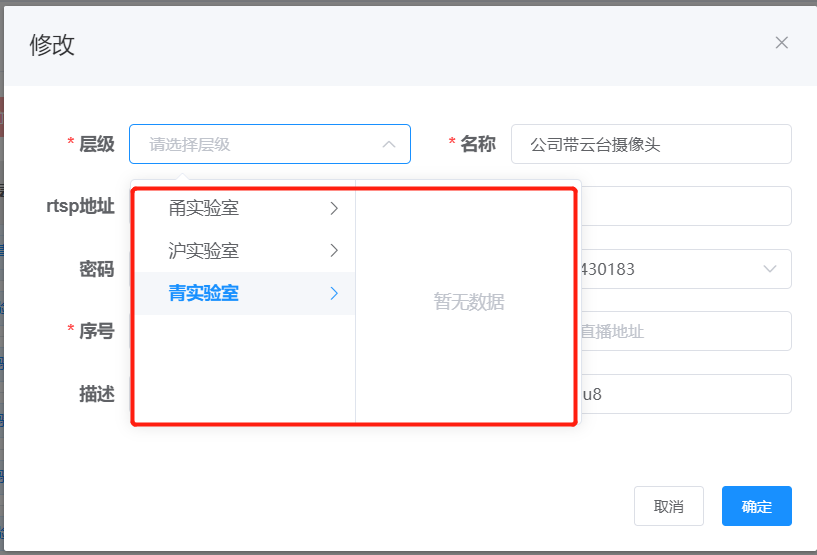 修改
* 层级 请选择层级 * 名称 公司带云台摄像头
rtsp地址
甬实验室
沪实验室
密码 430183
青实验室
暂无数据
* 序号 直播地址
描述 u8
取消 确定